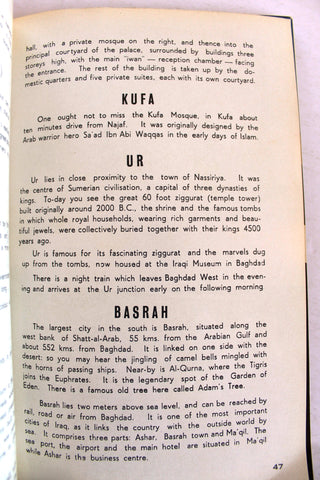 hall, with a private mosque on the right, and thence into the
principal courtyard of the palace, surrounded by buildings three
storeys high, with the main "iwan" — reception chamber — facing
the entrance. The rest of the building is taken up by the do-
mestic quarters and five private suites, each with its own courtyard.
KUFA
One ought not to miss the Kufa Mosque, in Kufa about
ten minutes drive from Najaf. It was originally designed by the
Arab warrior hero Sa'ad Ibn Abi Waqqas in the early days of Islam.
UR
Ur lies in close proximity to the town of Nassiriya. It was
the centre of Sumerian civilisation, a capital of three dynasties of
kings. To-day you see the great 60 foot ziggurat (temple tower)
built originally around 2000 B.C., the shrine and the famous tombs
in which whole royal households, wearing rich garments and beau-
tiful jewels, were collectively buried together with their kings 4500
years ago.
Ur is famous for its fascinating ziggurat and the marvels dug
up from the tombs, now housed at the Iraqi Museum in Baghdad
There is a night train which leaves Baghdad West in the even-
ing and arrives at the Ur junction early on the following morning
BASRAH
The largest city in the south is Basrah, situated along the
west bank of Shatt-al-Arab, 55 kms. from the Arabian Gulf and
about 552 kms. from Baghdad. It is linked on one side with the
desert: so you may hear the jingling of camel bells mingled with
the horns of passing ships. Near-by is Al-Qurna, where the Tigris
joins the Euphrates. It is the legendary spot of the Garden of
Eden. There is a famous old tree here called Adam's Tree.
Basrah lies two meters above sea level, and can be reached by
rail, road or air from Baghdad. It is one of the most important
cities of Iraq, as it links the country with the outside world by
sea. It comprises three parts: Ashar, Basrah town and Ma'qil. The
sea port, the airport and the main hotel are situated in Ma'qil
while Ashar is the business centre.
47